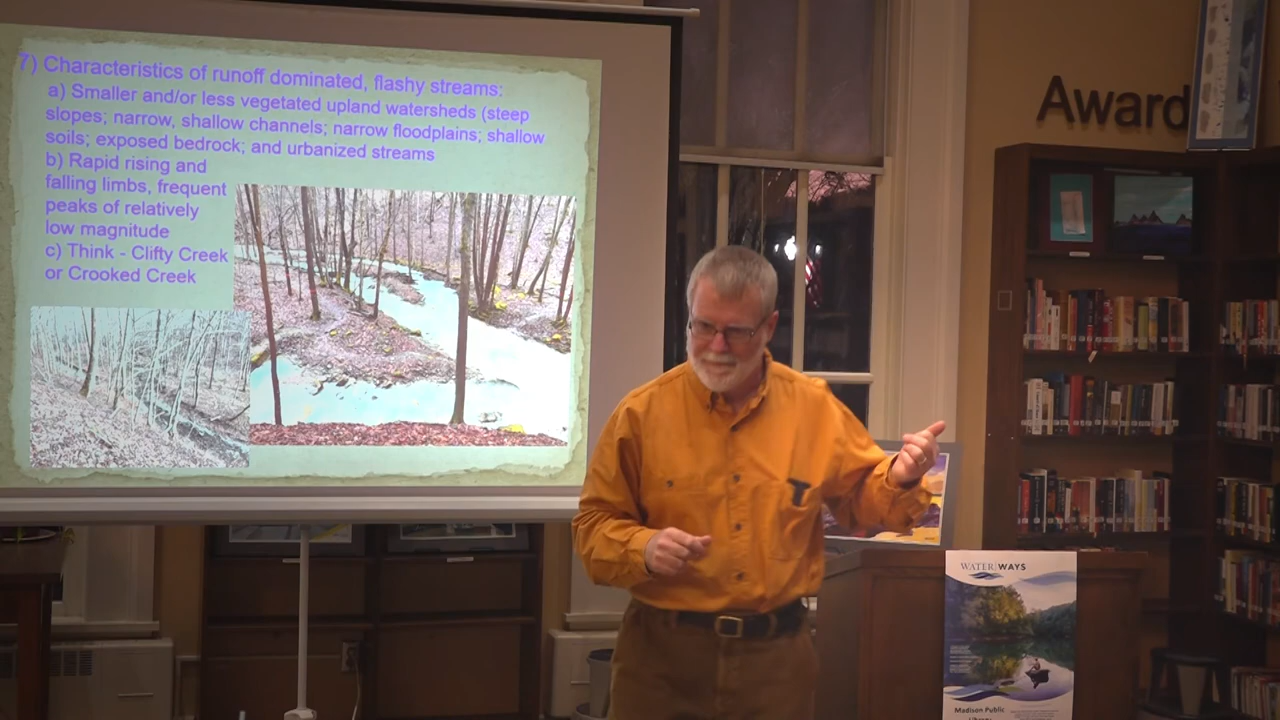 7) Characteristics of runoff dominated, flashy streams:
a) Smaller and/or less vegetated upland watersheds (steep
slopes; narrow, shallow channels; narrow floodplains; shallow
soils; exposed bedrock; and urbanized streams
b) Rapid rising and
falling limbs, frequent
peaks of relatively
low magnitude
c) Think - Clifty Creek
or Crooked Creek
Award
WATER|WAYS
Madison Public
Library